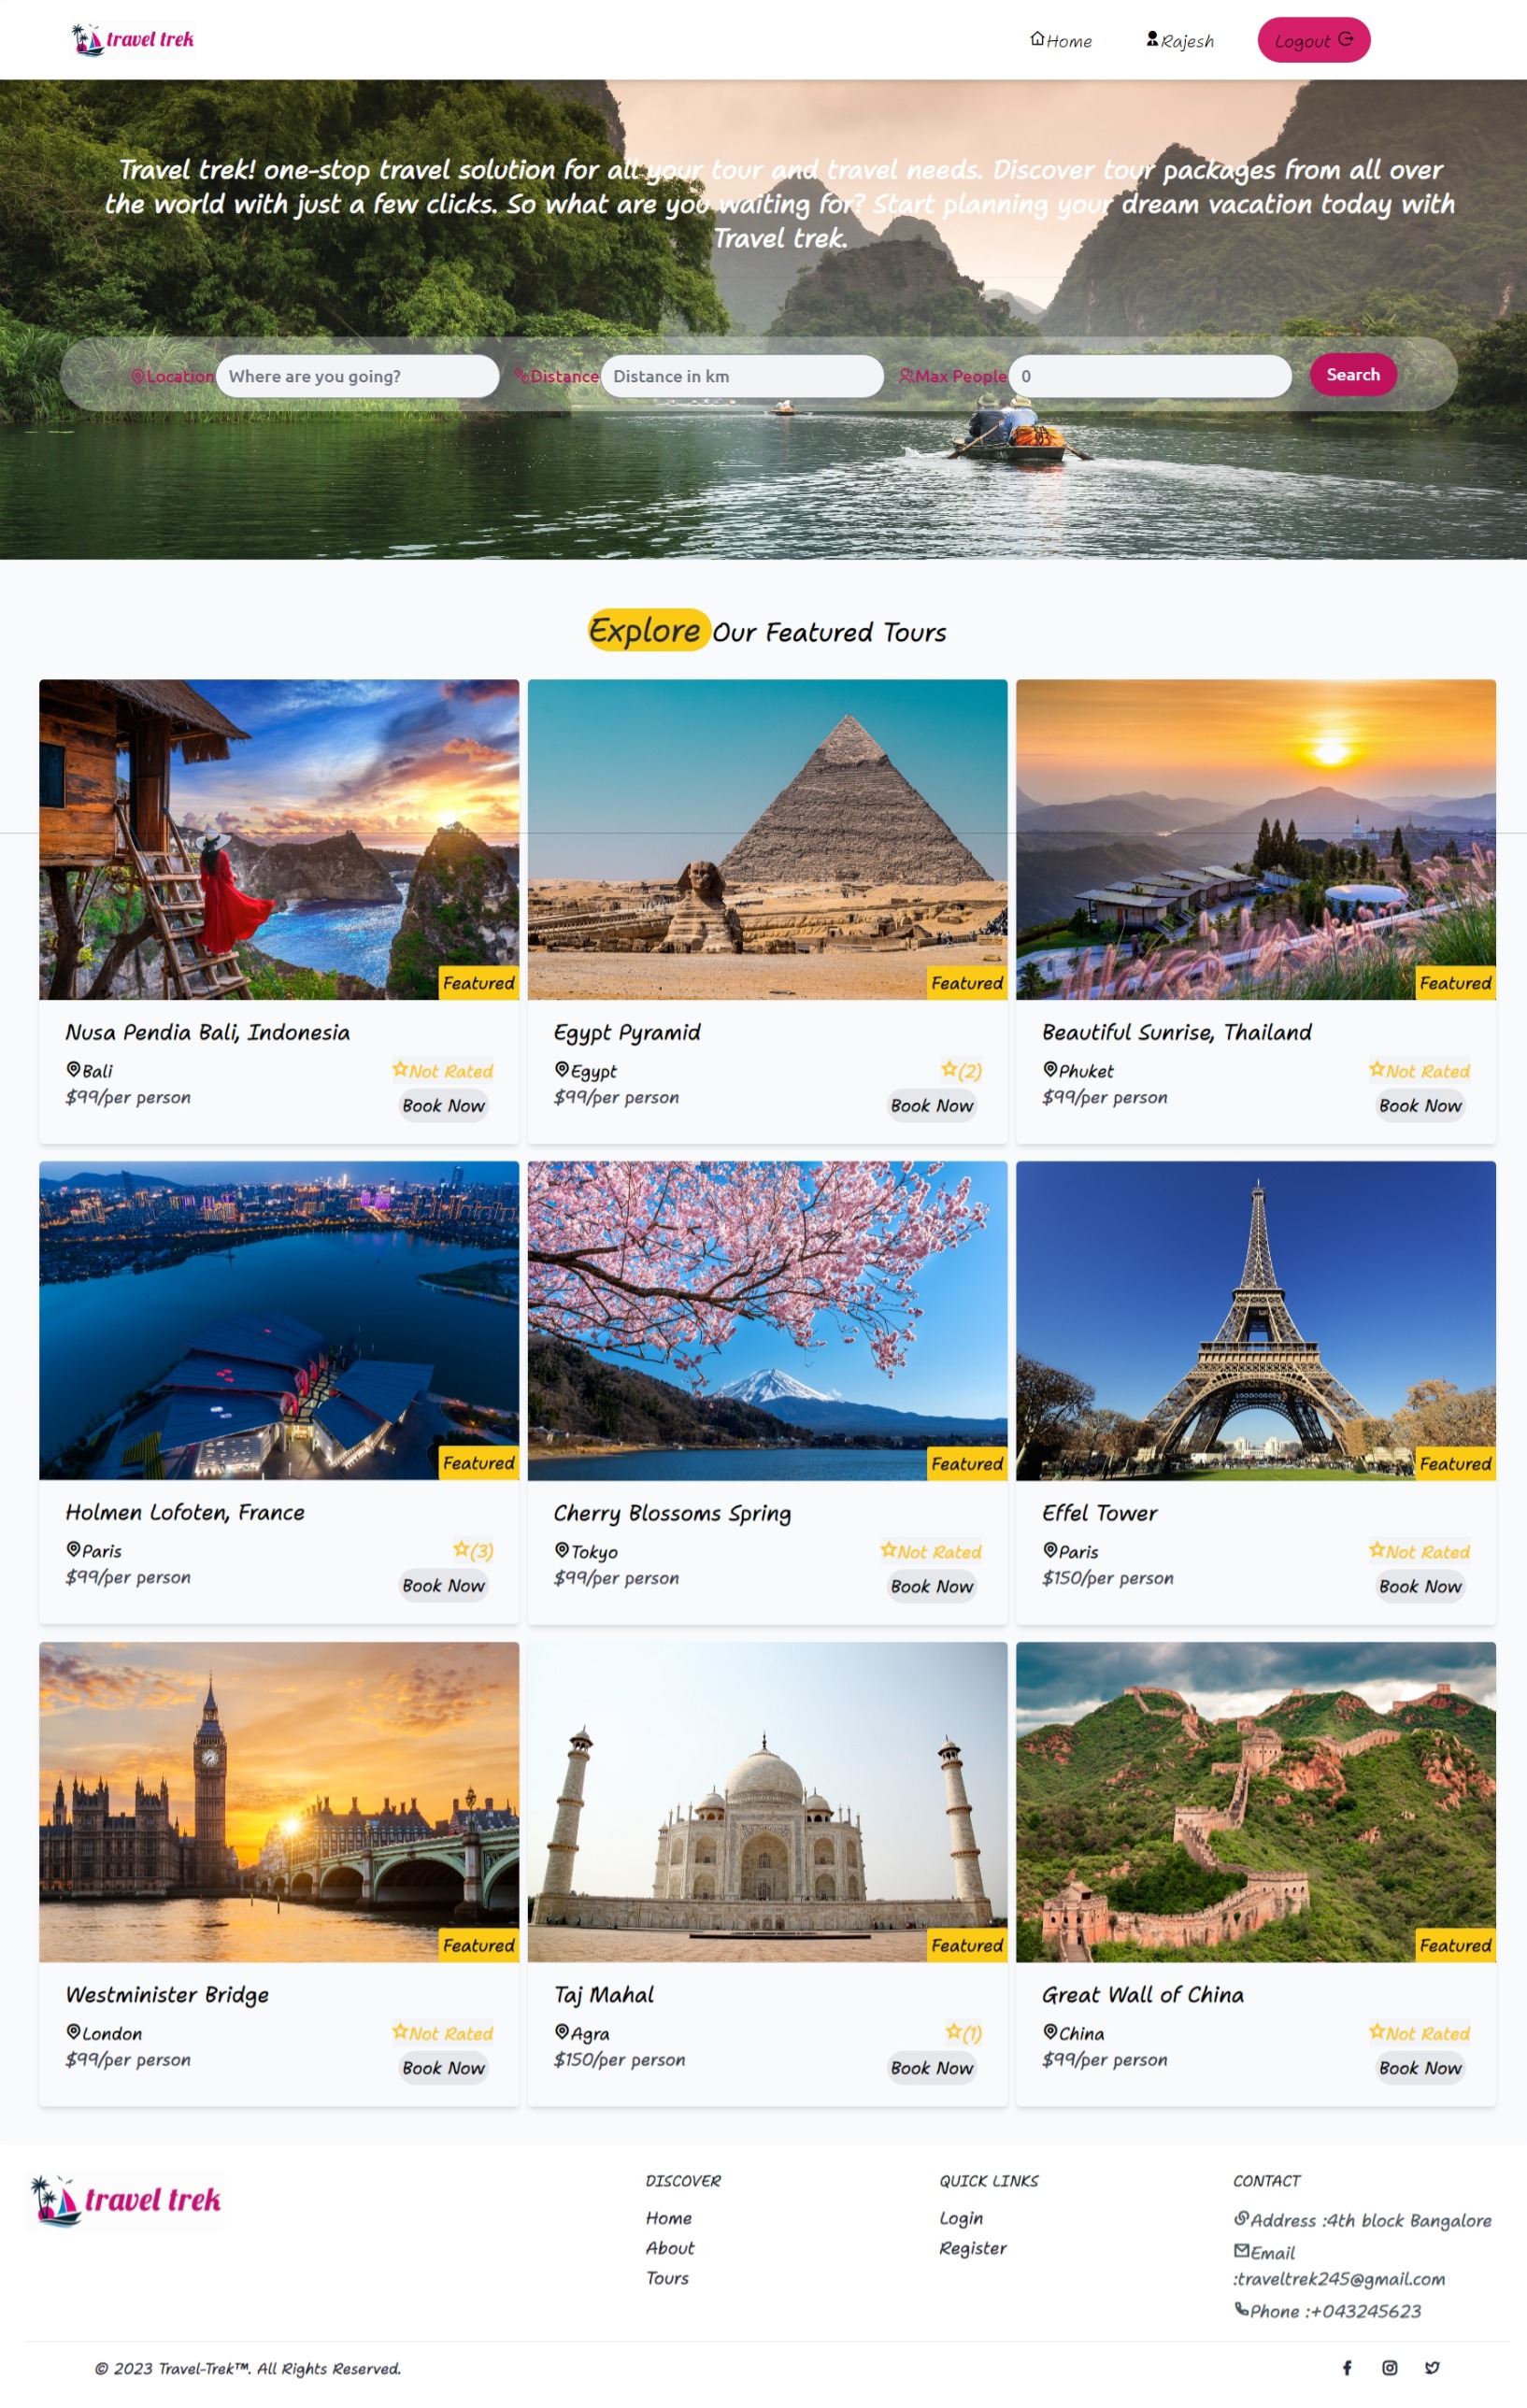 travel trek
Home
Rajesh
Logout
Travel trek! one-stop travel solution for all your tour and travel needs. Discover tour packages from all over
the world with just a few clicks. So what are you waiting for? Start planning your dream vacation today with
Travel trek.
Location Where are you going? Distance Distance in km Max People 0 Search
Explore Our Featured Tours
Featured
Nusa Pendia Bali, Indonesia
Bali
Not Rated
$99/per person
Book Now
Featured
Egypt Pyramid
Egypt
(2)
$99/per person
Book Now
Featured
Beautiful Sunrise, Thailand
Phuket
Not Rated
$99/per person
Book Now
Featured
Holmen Lofoten, France
Paris
(3)
$99/per person
Book Now
Featured
Cherry Blossoms Spring
Tokyo
Not Rated
$99/per person
Book Now
Featured
Effel Tower
Paris
Not Rated
$150/per person
Book Now
Featured
Westminister Bridge
London
Not Rated
$99/per person
Book Now
Featured
Taj Mahal
Agra
(1)
$150/per person
Book Now
Featured
Great Wall of China
China
Not Rated
$99/per person
Book Now
travel trek
DISCOVER
Home
About
Tours
QUICK LINKS
Login
Register
CONTACT
Address :4th block Bangalore
Email
:traveltrek245@gmail.com
Phone :+043245623
© 2023 Travel-Trek™. All Rights Reserved.